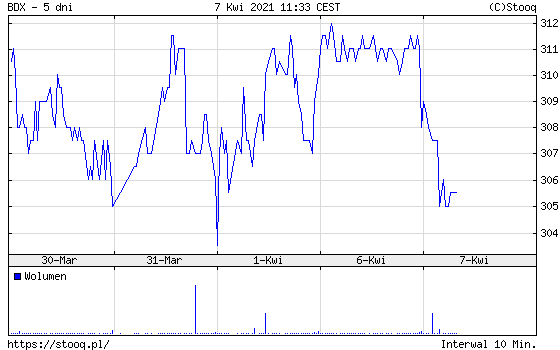 BDX - 5 dni 7 Kwi 2021 11:33 CEST (C)Stooq
312
311
310
309
308
307
306
305
304
30-Mar 31-Mar 1-Kwi 6-Kwi 7-Kwi
Wolumen
https://stooq.pl/ Interwal 10 Min.